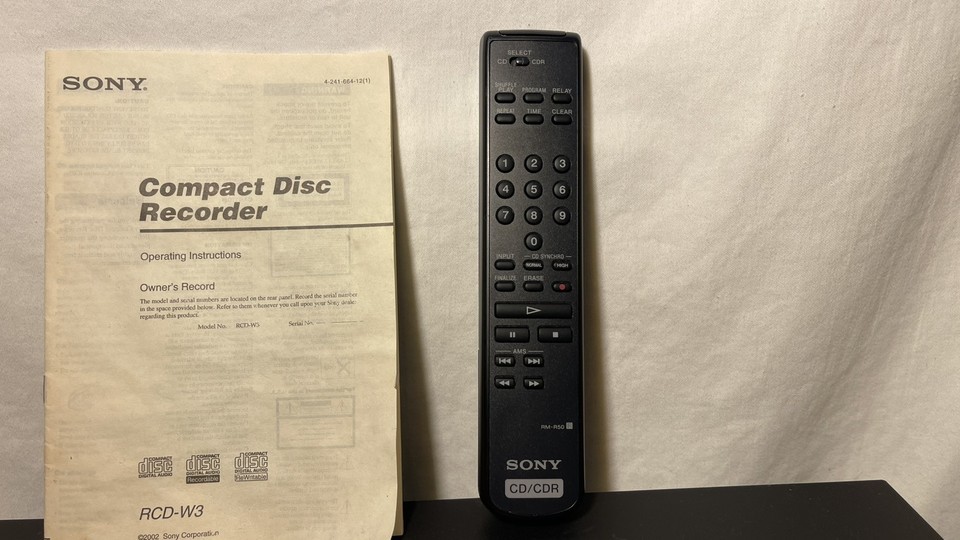 SONY®
4-241-664-12(1)
Compact Disc
Recorder
Operating Instructions
Owner's Record
The model and serial numbers are located on the rear panel. Record the serial number
in the space provided below. Refer to them whenever you call upon your Sony dealer
regarding this product.
Model No. RCD-W3 Serial No.
COMPACT
disc
DIGITAL AUDIO
COMPACT
disc
DIGITAL AUDIO
Recordable
COMPACT
disc
DIGITAL AUDIO
ReWritable
RCD-W3
©2002 Sony Corporation
SELECT
CD CDR
SHUFFLE
PLAY PROGRAM RELAY
REPEAT TIME CLEAR
1 2 3
4 5 6
7 8 9
0
INPUT CD SYNCHRO
NORMAL HIGH
FINALIZE ERASE
AMS
RM-R50
SONY
CD/CDR